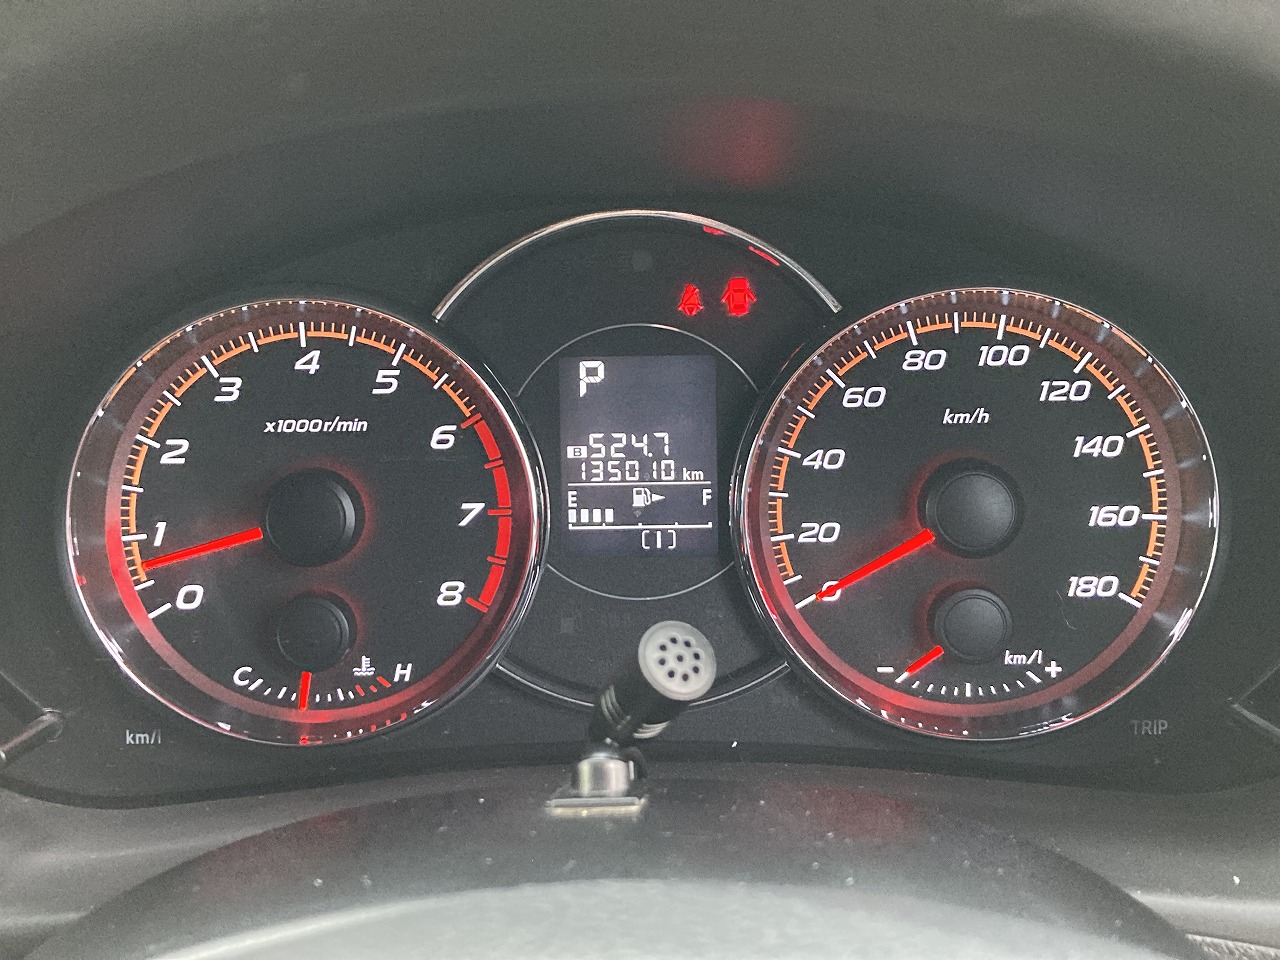 0 1 2 3 4 5 6 7 8
x1000r/min
C H
km/l
P
B 524.7
135010 km
E F
(1)
0 20 40 60 80 100 120 140 160 180
km/h
- km/l +
TRIP